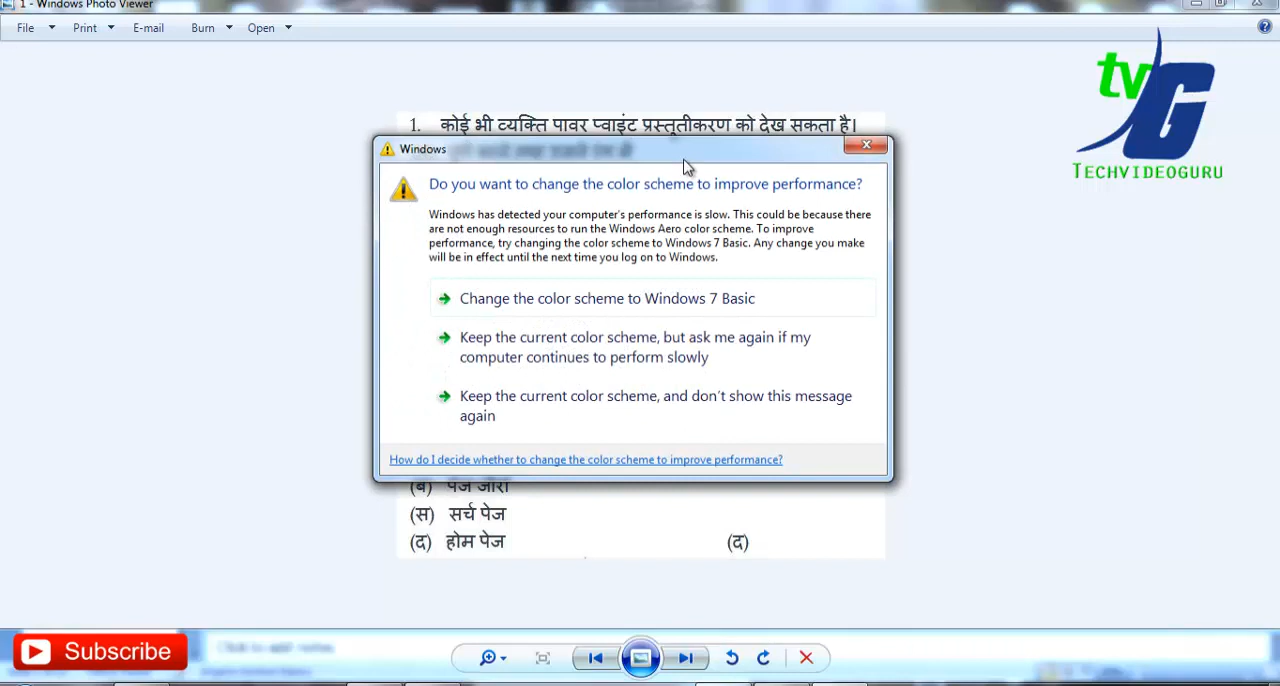 1 - Windows Photo Viewer
File Print E-mail Burn Open
tvG
TECHVIDEOGURU
1. कोई भी व्यक्ति पावर प्वाइंट प्रस्तुतीकरण को देख सकता है।
Windows
Do you want to change the color scheme to improve performance?
Windows has detected your computer's performance is slow. This could be because there
are not enough resources to run the Windows Aero color scheme. To improve
performance, try changing the color scheme to Windows 7 Basic. Any change you make
will be in effect until the next time you log on to Windows.
Change the color scheme to Windows 7 Basic
Keep the current color scheme, but ask me again if my
computer continues to perform slowly
Keep the current color scheme, and don't show this message
again
How do I decide whether to change the color scheme to improve performance?
(ब) पेज जोरा
(स) सर्च पेज
(द) होम पेज (द)
Subscribe
Click to add notes